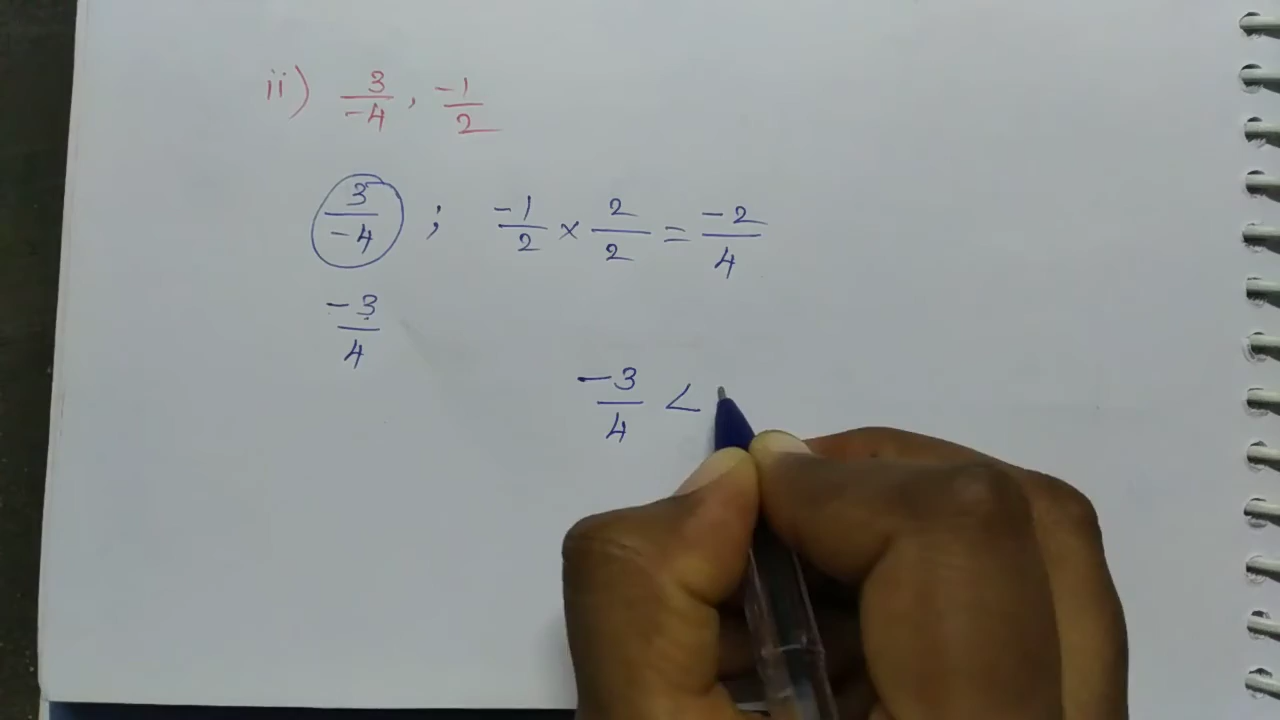 ii) 3/-4, -1/2
3/-4 ; -1/2 × 2/2 = -2/4
-3/4
-3/4 <